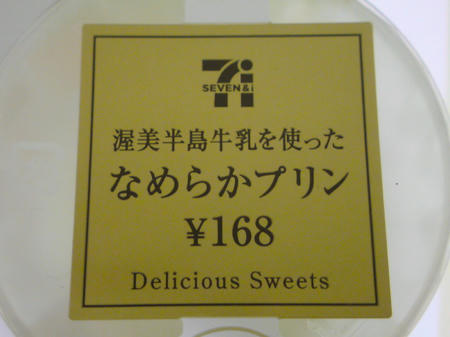 7i
SEVEN&i
渥美半島牛乳を使った
なめらかプリン
¥168
Delicious Sweets